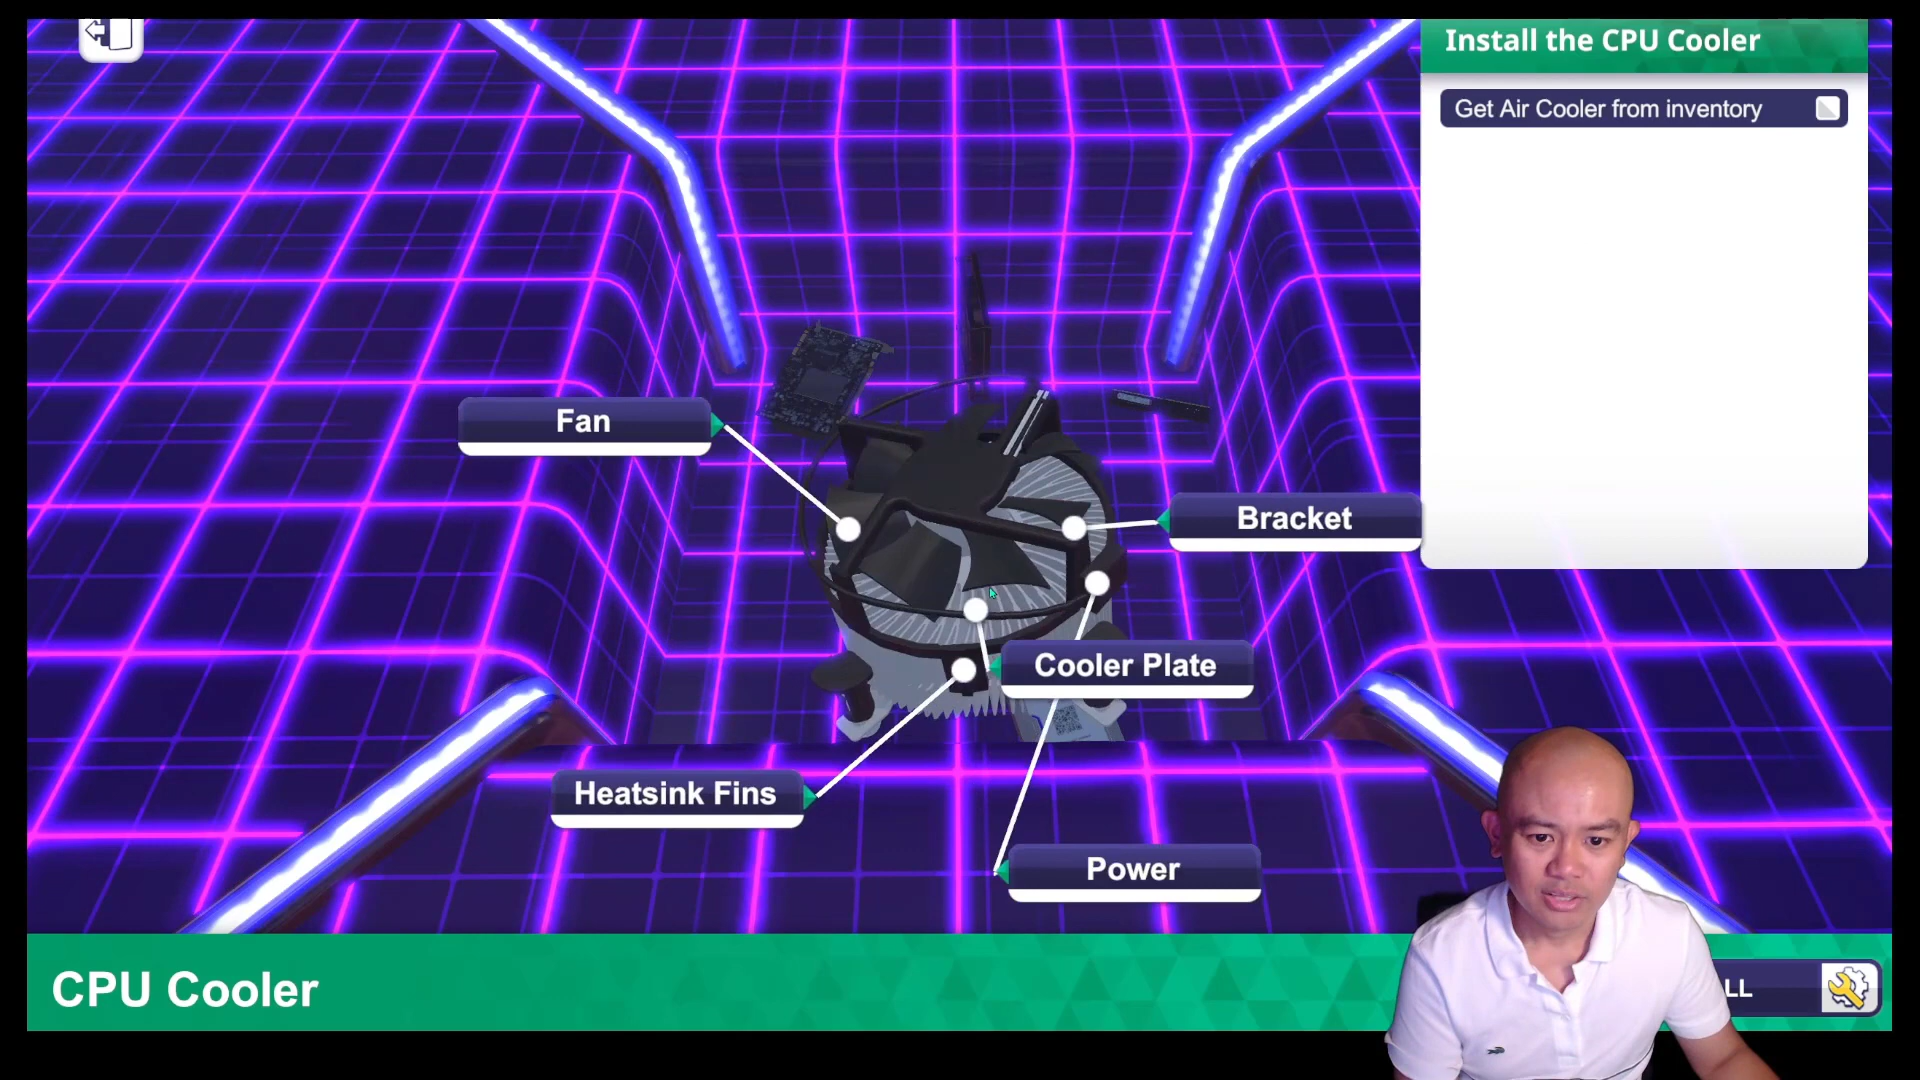 Install the CPU Cooler
Get Air Cooler from inventory
Fan
Bracket
Cooler Plate
Heatsink Fins
Power
CPU Cooler
LL